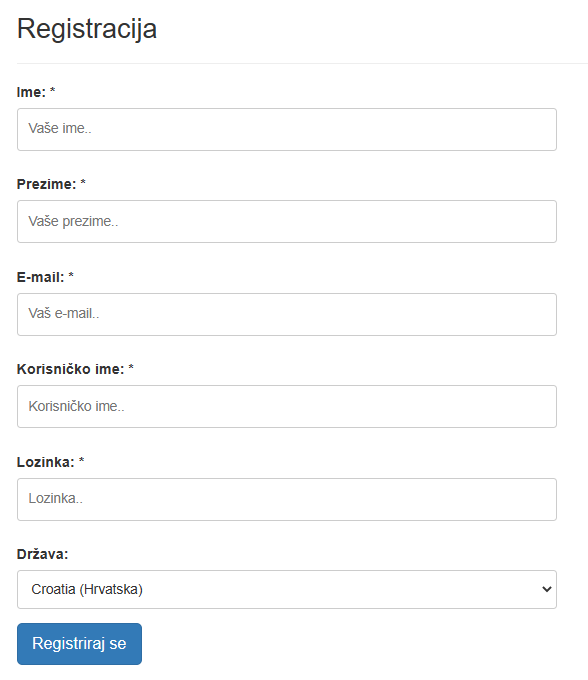 Registracija
Ime: *
Vaše ime..
Prezime: *
Vaše prezime..
E-mail: *
Vaš e-mail..
Korisničko ime: *
Korisničko ime..
Lozinka: *
Lozinka..
Država:
Croatia (Hrvatska)
Registriraj se